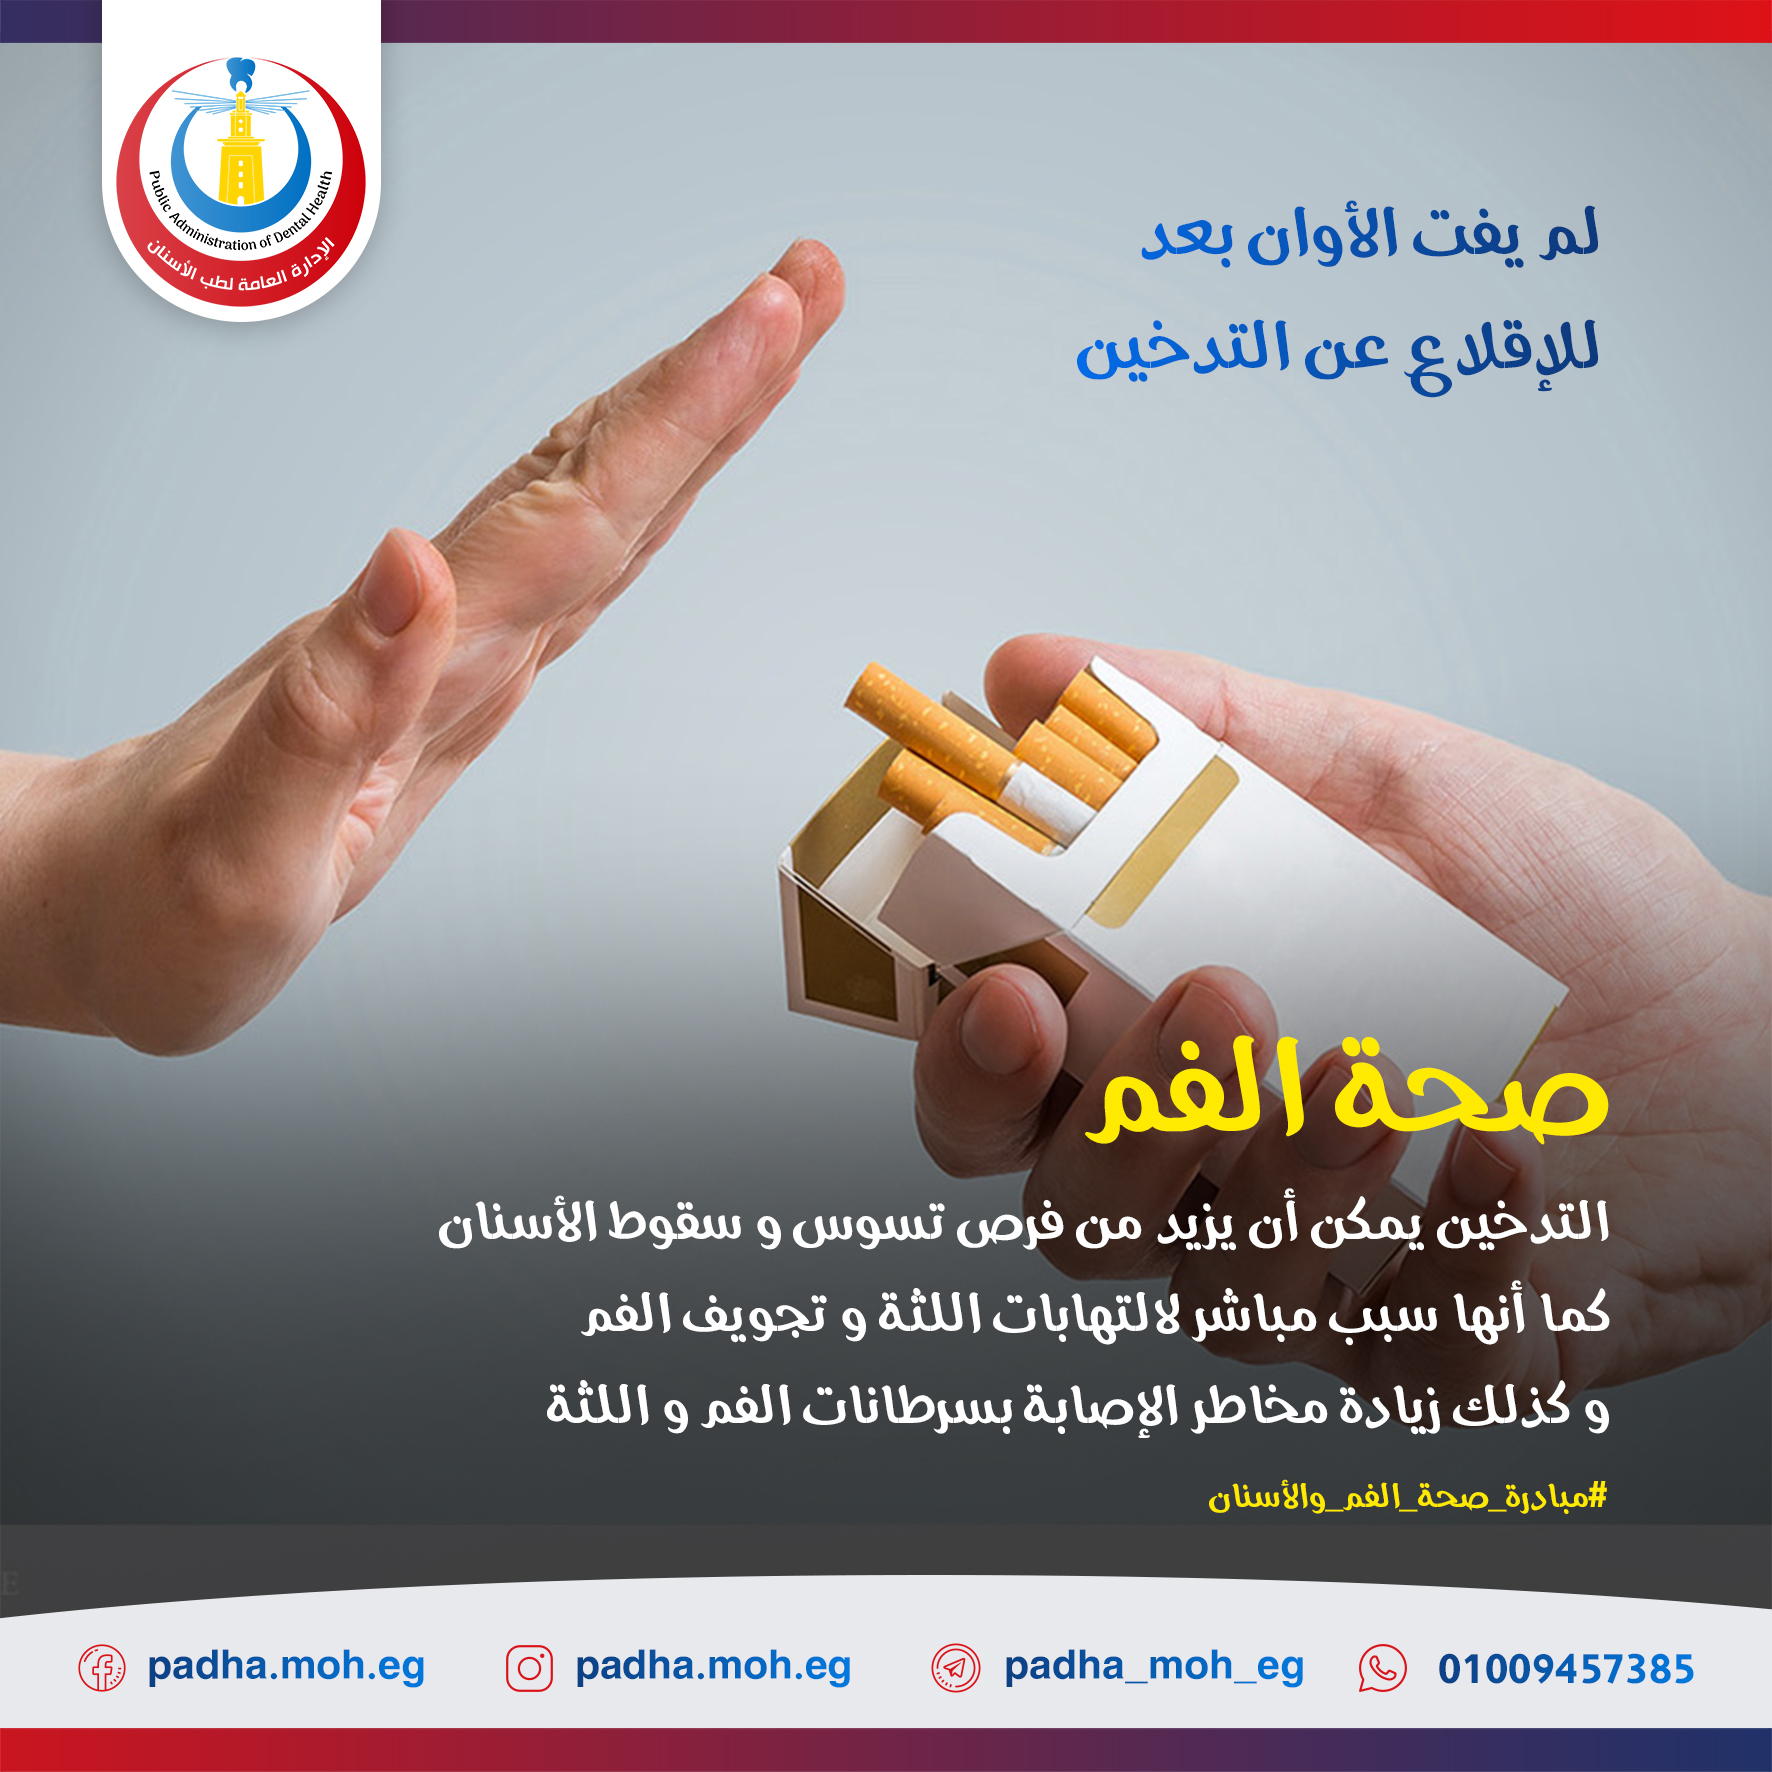 Public Administration of Dental Health
الإدارة العامة لطب الأسنان
لم يفت الأوان بعد
للإقلاع عن التدخين
صحة الفم
التدخين يمكن أن يزيد من فرص تسوس و سقوط الأسنان
كما أنها سبب مباشر لالتهابات اللثة و تجويف الفم
و كذلك زيادة مخاطر الإصابة بسرطانات الفم و اللثة
#مبادرة_صحة_الفم_والأسنان
E
padha.moh.eg
padha.moh.eg
padha_moh_eg
01009457385